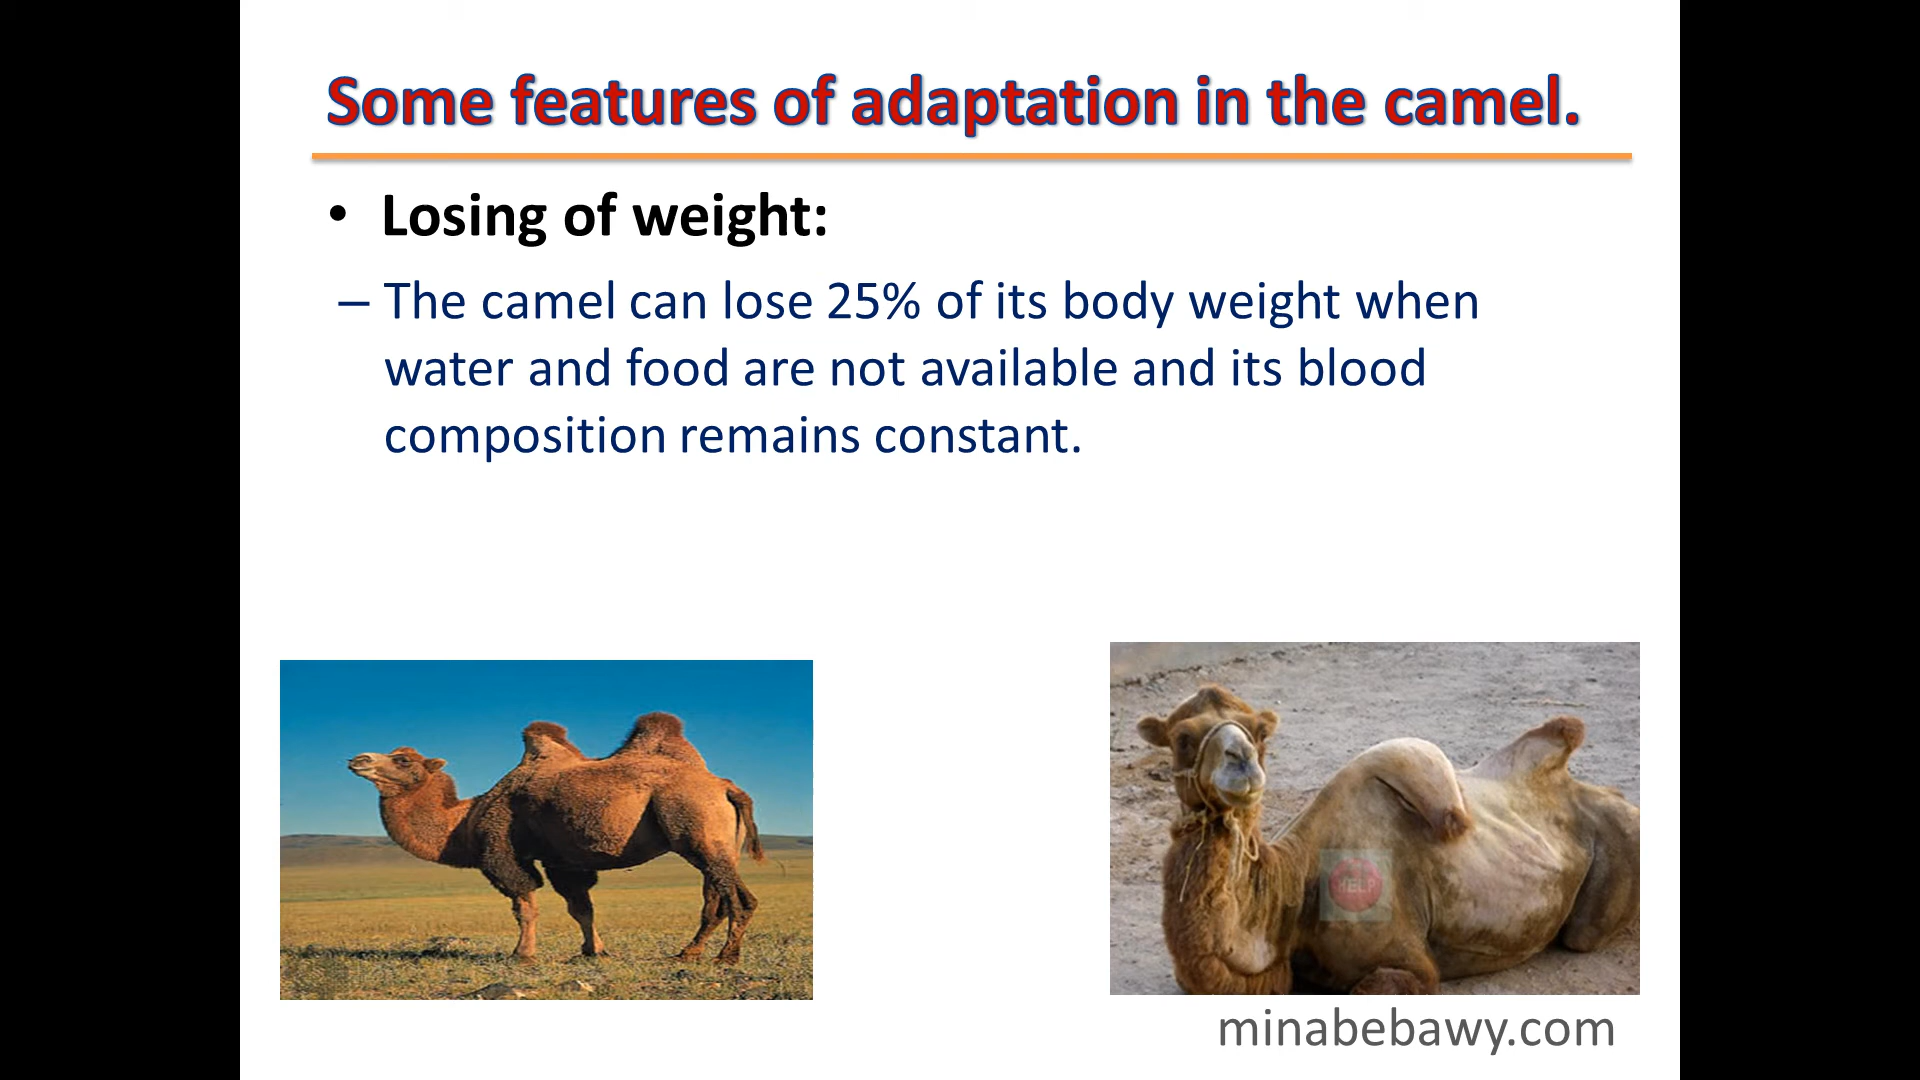 Some features of adaptation in the camel.
• Losing of weight:
– The camel can lose 25% of its body weight when
water and food are not available and its blood
composition remains constant.
HELP
minabebawy.com